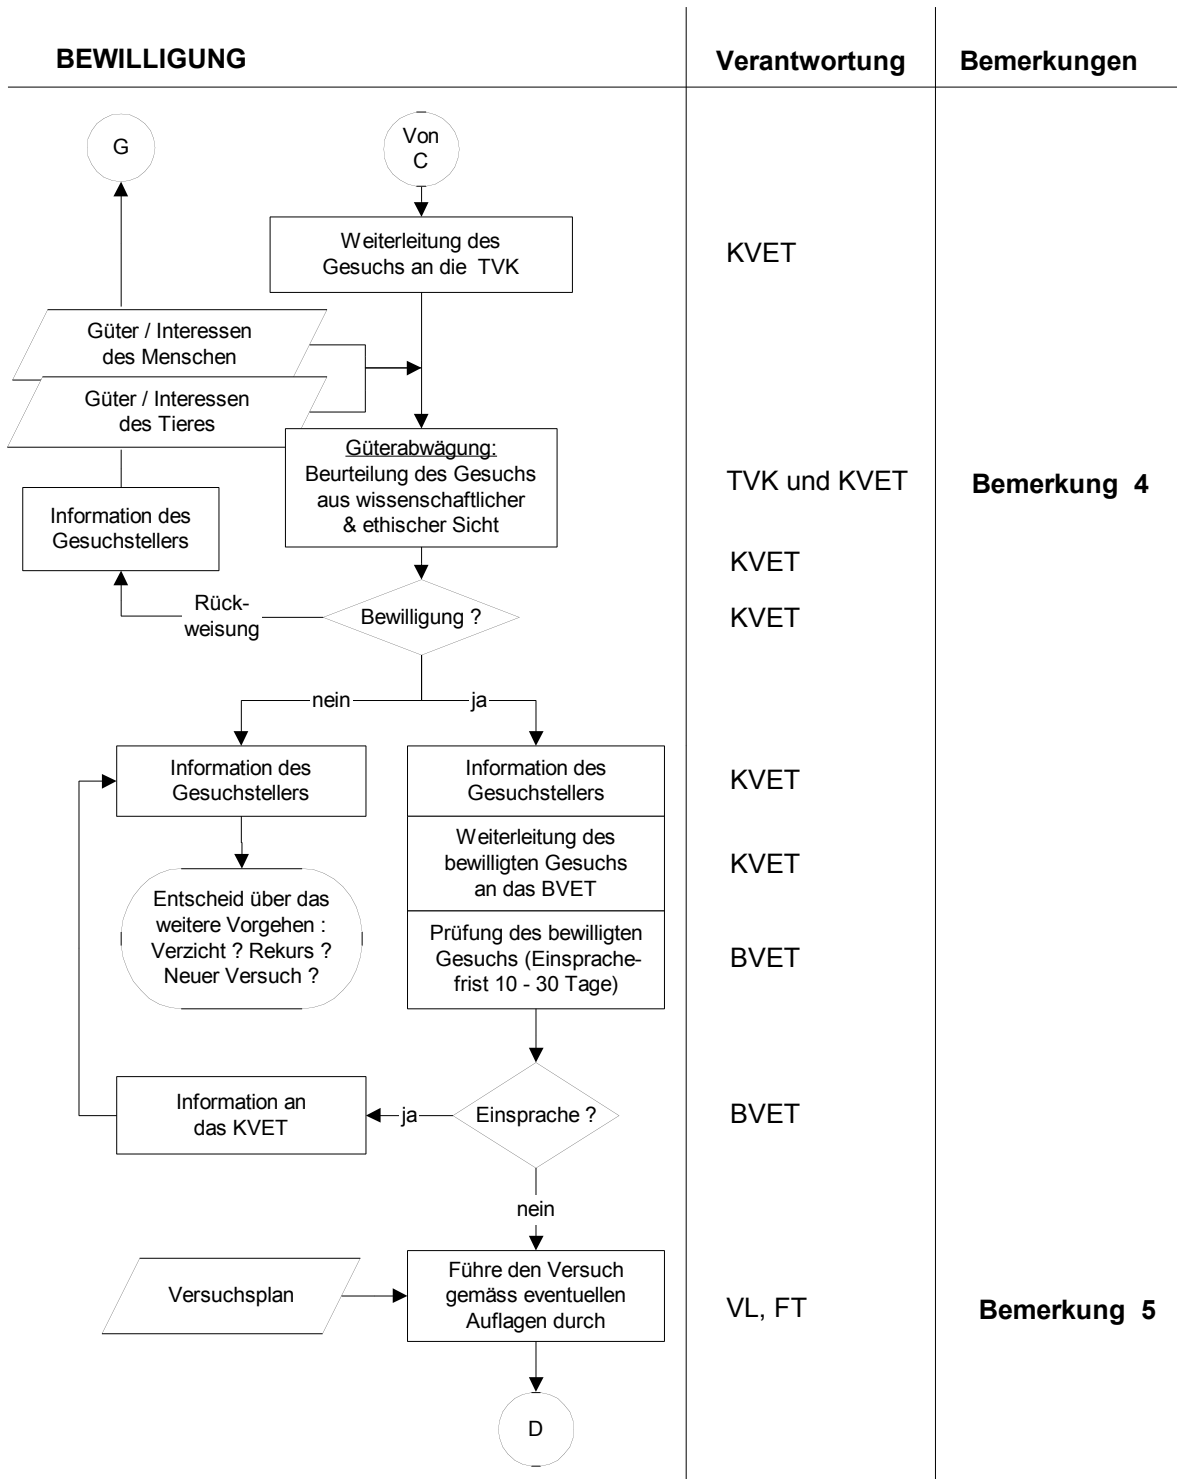 BEWILLIGUNG
Verantwortung
Bemerkungen
G
Von
C
Weiterleitung des
Gesuchs an die TVK
KVET
Güter / Interessen
des Menschen
Güter / Interessen
des Tieres
Güterabwägung:
Beurteilung des Gesuchs
aus wissenschaftlicher
& ethischer Sicht
TVK und KVET
Bemerkung 4
Information des
Gesuchstellers
KVET
Rück-
weisung
Bewilligung ?
KVET
nein
ja
Information des
Gesuchstellers
Information des
Gesuchstellers
KVET
Weiterleitung des
bewilligten Gesuchs
an das BVET
KVET
Entscheid über das
weitere Vorgehen :
Verzicht ? Rekurs ?
Neuer Versuch ?
Prüfung des bewilligten
Gesuchs (Einsprache-
frist 10 - 30 Tage)
BVET
Information an
das KVET
ja
Einsprache ?
BVET
nein
Versuchsplan
Führe den Versuch
gemäss eventuellen
Auflagen durch
VL, FT
Bemerkung 5
D